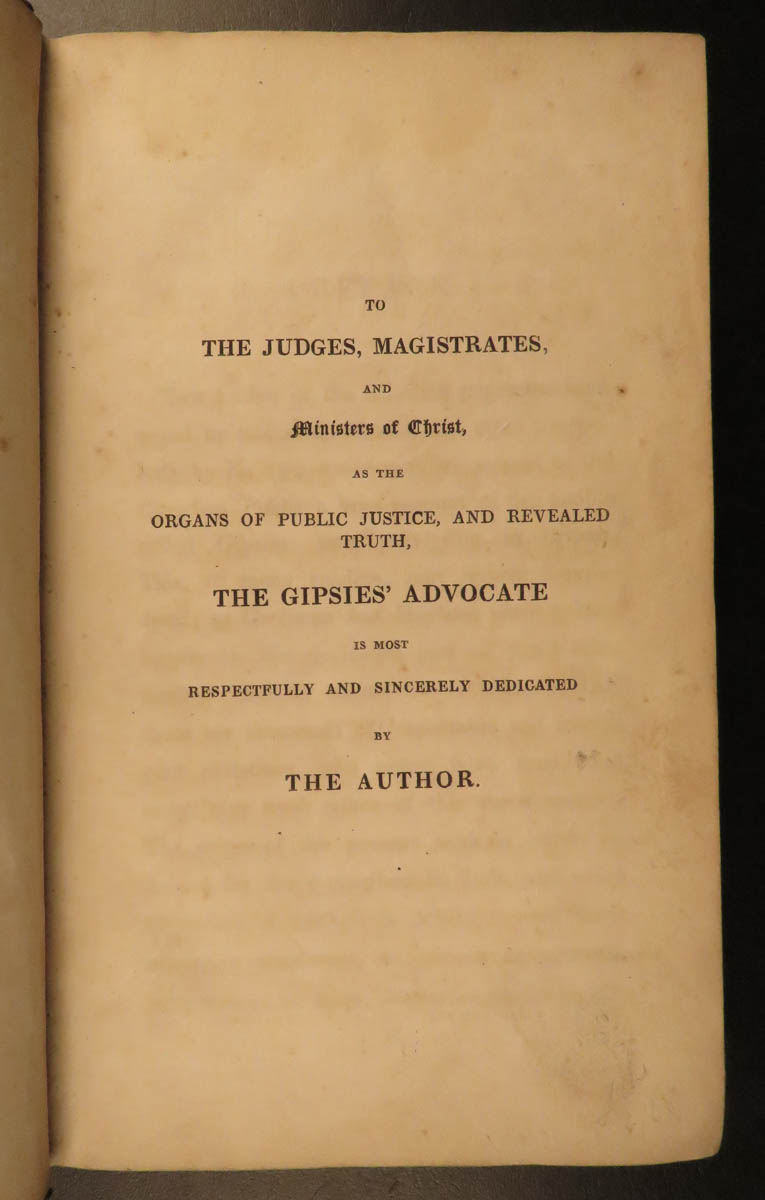 TO
THE JUDGES, MAGISTRATES,
AND
Ministers of Christ,
AS THE
ORGANS OF PUBLIC JUSTICE, AND REVEALED
TRUTH,
THE GIPSIES' ADVOCATE
IS MOST
RESPECTFULLY AND SINCERELY DEDICATED
BY
THE AUTHOR.